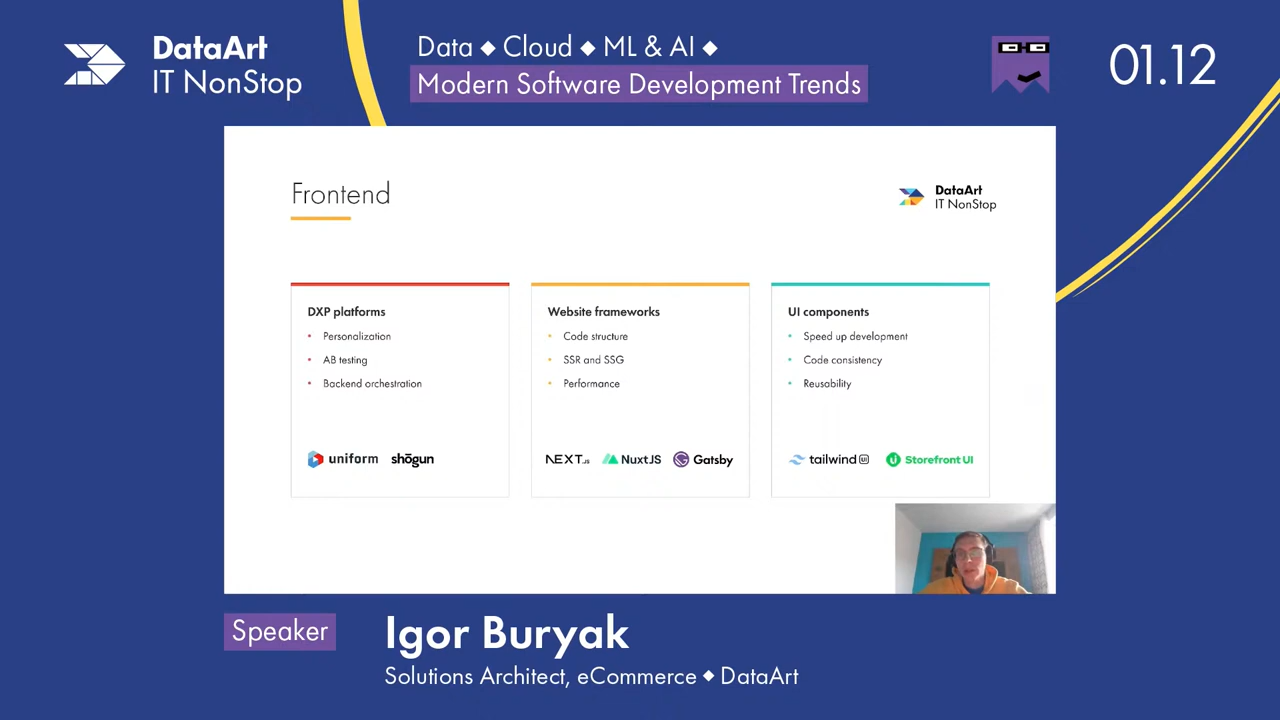 DataArt
IT NonStop
Data ◆ Cloud ◆ ML & AI ◆
Modern Software Development Trends
01.12
Frontend
DataArt
IT NonStop
DXP platforms
• Personalization
• AB testing
• Backend orchestration
uniform shōgun
Website frameworks
• Code structure
• SSR and SSG
• Performance
NEXT.JS NuxtJS Gatsby
UI components
• Speed up development
• Code consistency
• Reusability
tailwind UI Storefront UI
Speaker
Igor Buryak
Solutions Architect, eCommerce ◆ DataArt